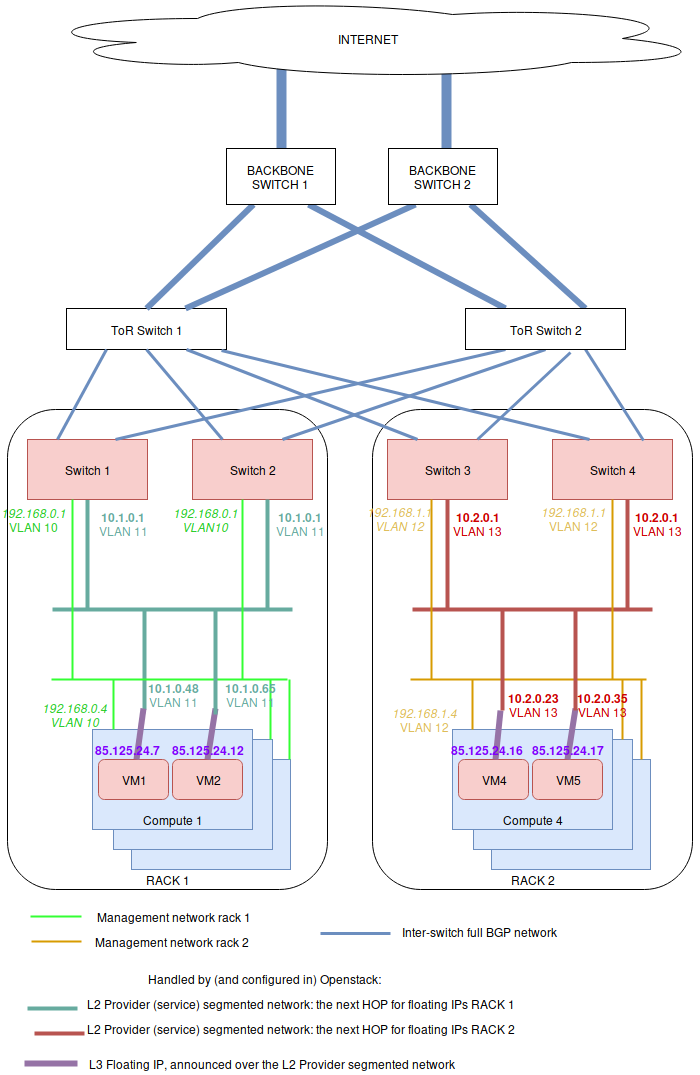 INTERNET
BACKBONE
SWITCH 1
BACKBONE
SWITCH 2
ToR Switch 1
ToR Switch 2
Switch 1
Switch 2
Switch 3
Switch 4
192.168.0.1
VLAN 10
10.1.0.1
VLAN 11
192.168.0.1
VLAN10
10.1.0.1
VLAN 11
192.168.1.1
VLAN 12
10.2.0.1
VLAN 13
192.168.1.1
VLAN 12
10.2.0.1
VLAN 13
192.168.0.4
VLAN 10
10.1.0.48
VLAN 11
10.1.0.65
VLAN 11
192.168.1.4
VLAN 12
10.2.0.23
VLAN 13
10.2.0.35
VLAN 13
85.125.24.7
85.125.24.12
85.125.24.16
85.125.24.17
VM1
VM2
VM4
VM5
Compute 1
Compute 4
RACK 1
RACK 2
Management network rack 1
Management network rack 2
Inter-switch full BGP network
Handled by (and configured in) Openstack:
L2 Provider (service) segmented network: the next HOP for floating IPs RACK 1
L2 Provider (service) segmented network: the next HOP for floating IPs RACK 2
L3 Floating IP, announced over the L2 Provider segmented network